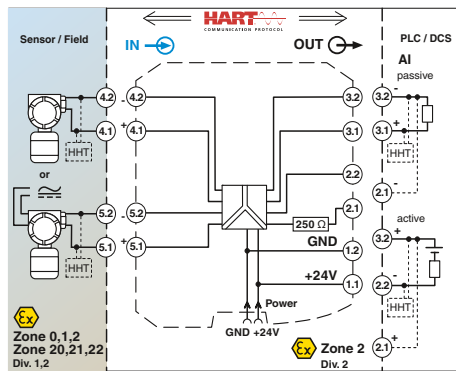 HART
COMMUNICATION PROTOCOL
Sensor / Field
IN
OUT
PLC / DCS
AI
passive
4.2
-
4.2
3.2
3.2
-
4.1
+
4.1
3.1
3.1
+
HHT
HHT
or
2.2
2.1
-
5.2
-
5.2
2.1
active
250 Ω
GND
3.2
+
5.1
+
5.1
1.2
HHT
+24V
2.2
-
1.1
HHT
Power
GND +24V
Ex
Zone 0,1,2
Zone 20,21,22
Div. 1,2
Ex
Zone 2
Div. 2
2.1
+